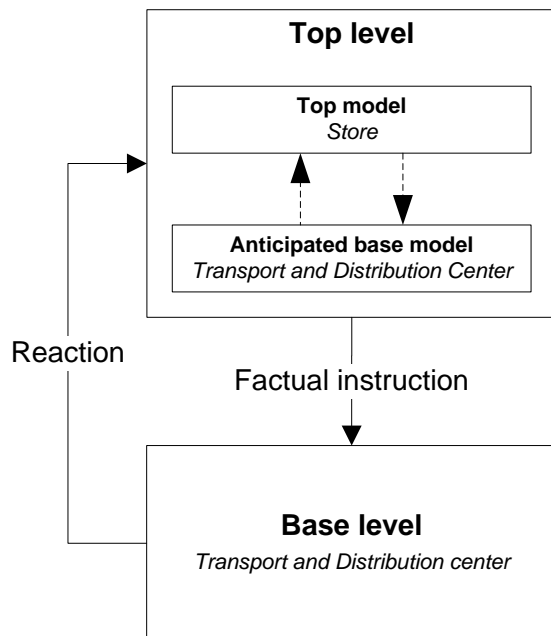 Top level
Top model
Store
Anticipated base model
Transport and Distribution Center
Reaction
Factual instruction
Base level
Transport and Distribution center